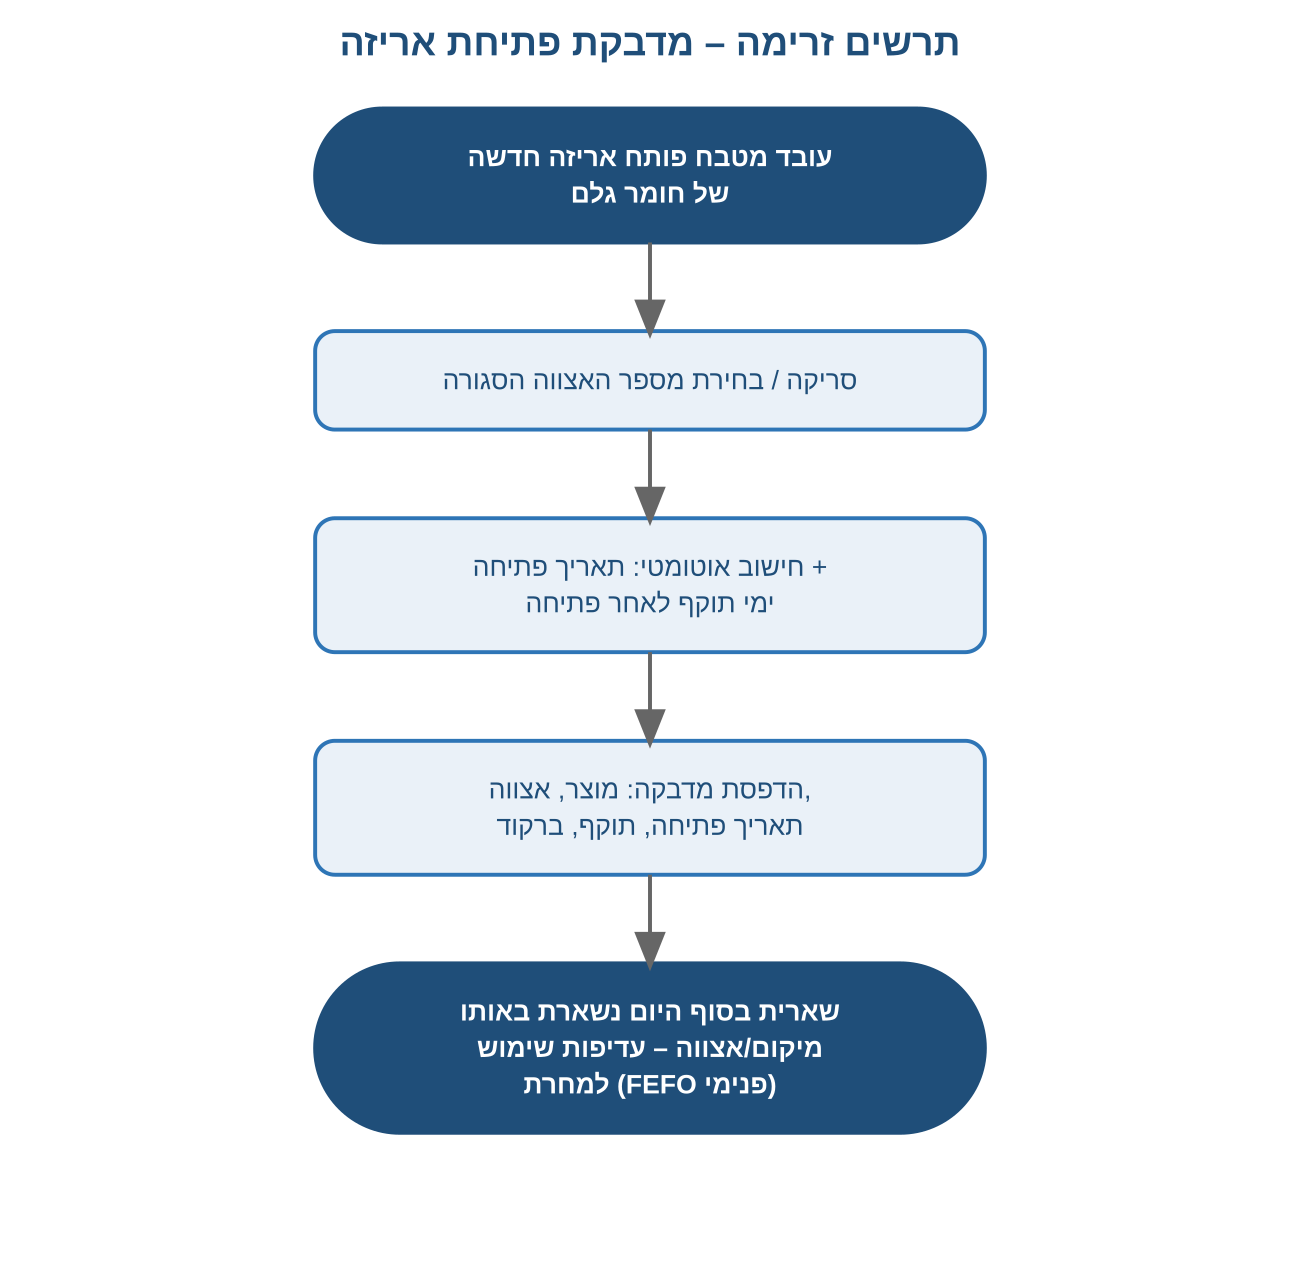 תרשים זרימה – מדבקת פתיחת אריזה
עובד מטבח פותח אריזה חדשה
של חומר גלם
סריקה / בחירת מספר האצווה הסגורה
חישוב אוטומטי: תאריך פתיחה +
ימי תוקף לאחר פתיחה
הדפסת מדבקה: מוצר, אצווה,
תאריך פתיחה, תוקף, ברקוד
שארית בסוף היום נשארת באותו
מיקום/אצווה – עדיפות שימוש
למחרת (FEFO פנימי)